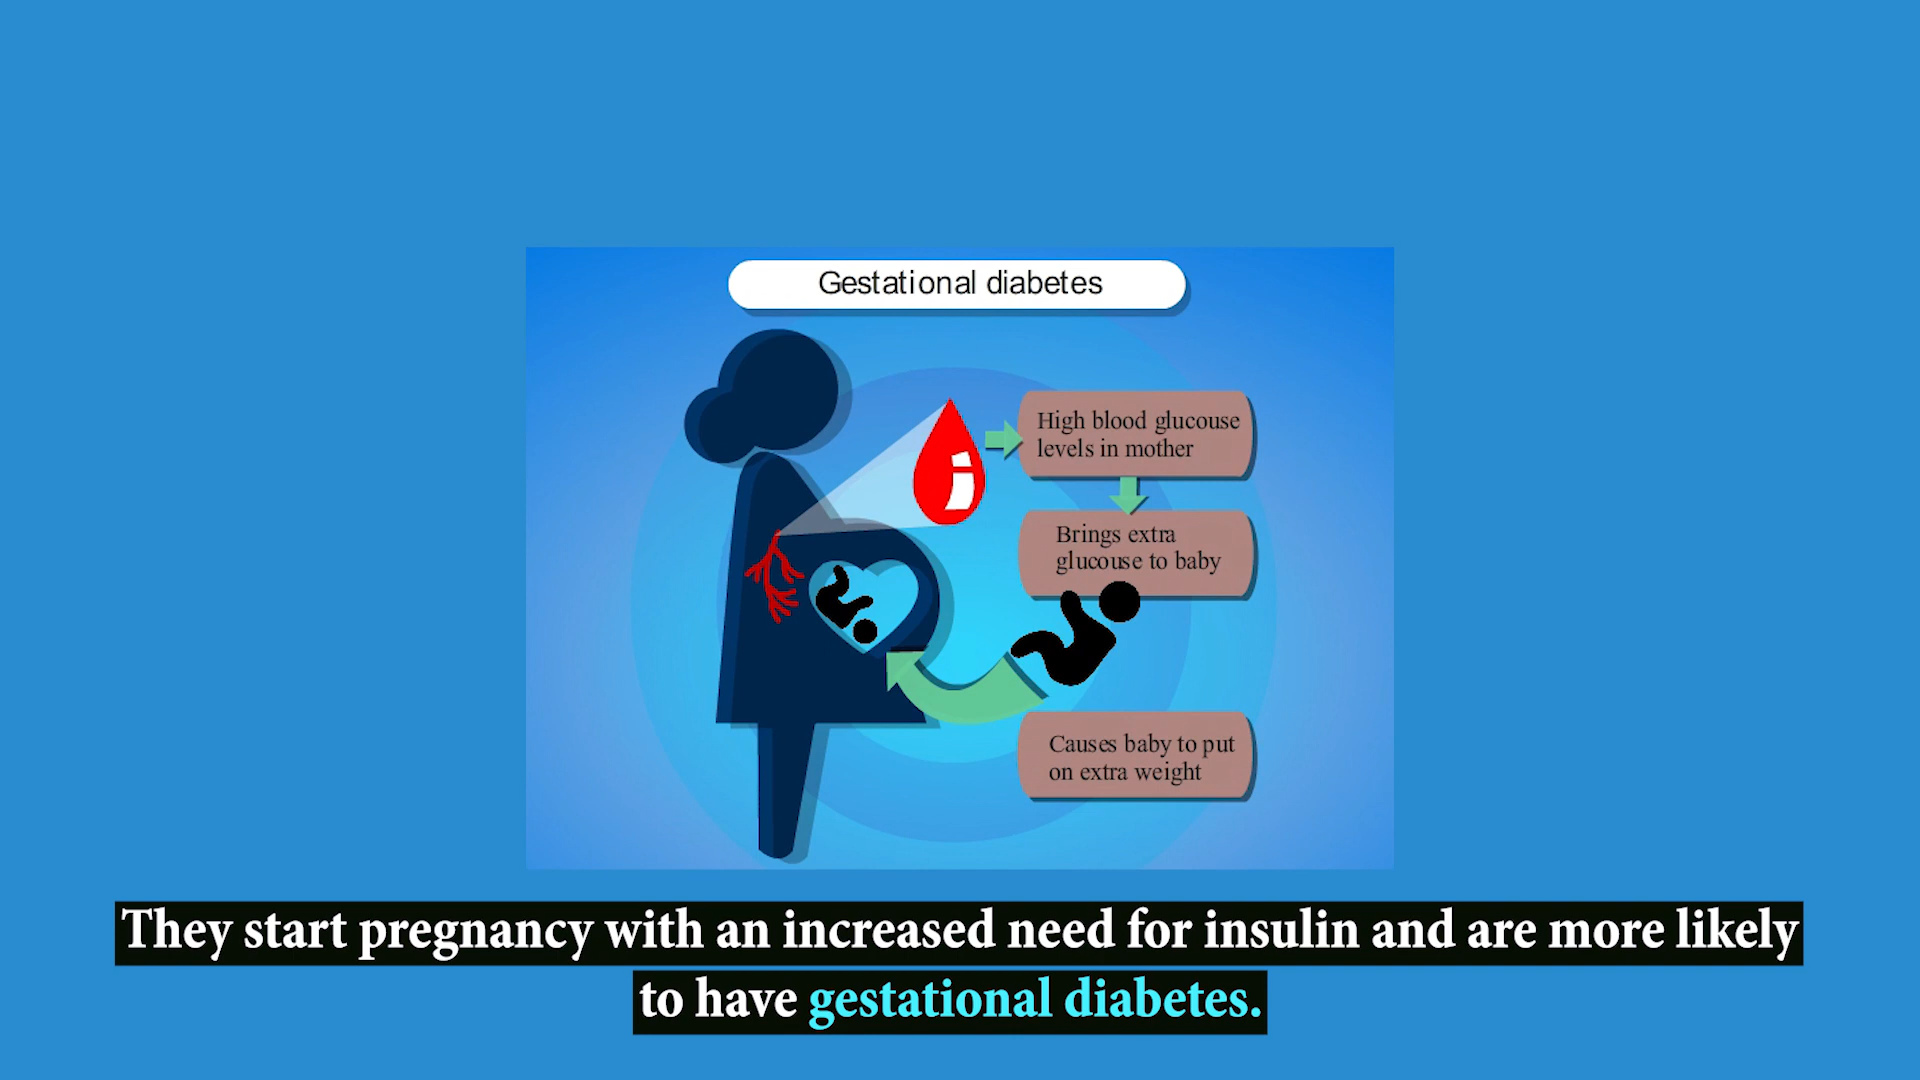 Gestational diabetes
High blood glucouse
levels in mother
Brings extra
glucouse to baby
Causes baby to put
on extra weight
They start pregnancy with an increased need for insulin and are more likely
to have gestational diabetes.